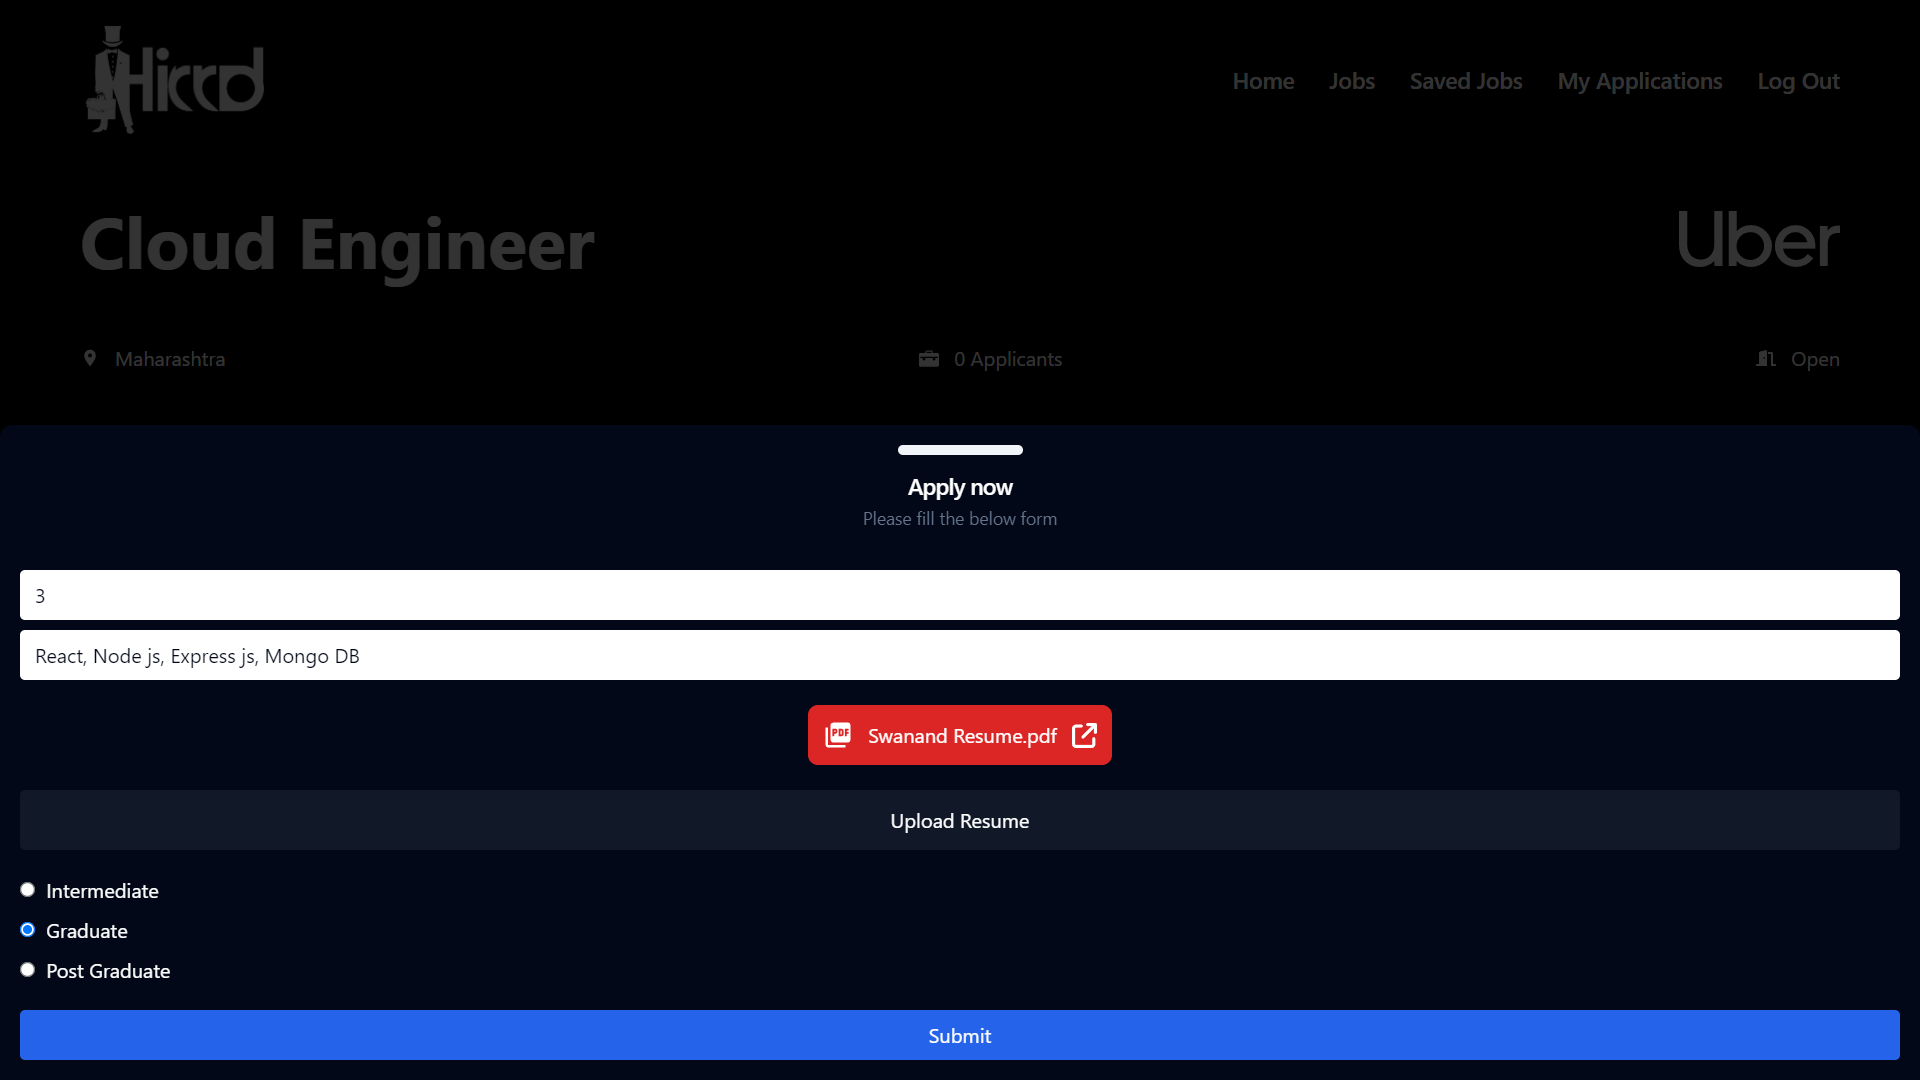 Hirrd
Home Jobs Saved Jobs My Applications Log Out
Cloud Engineer
Uber
Maharashtra
0 Applicants
Open
Apply now
Please fill the below form
3
React, Node js, Express js, Mongo DB
PDF Swanand Resume.pdf
Upload Resume
Intermediate
Graduate
Post Graduate
Submit